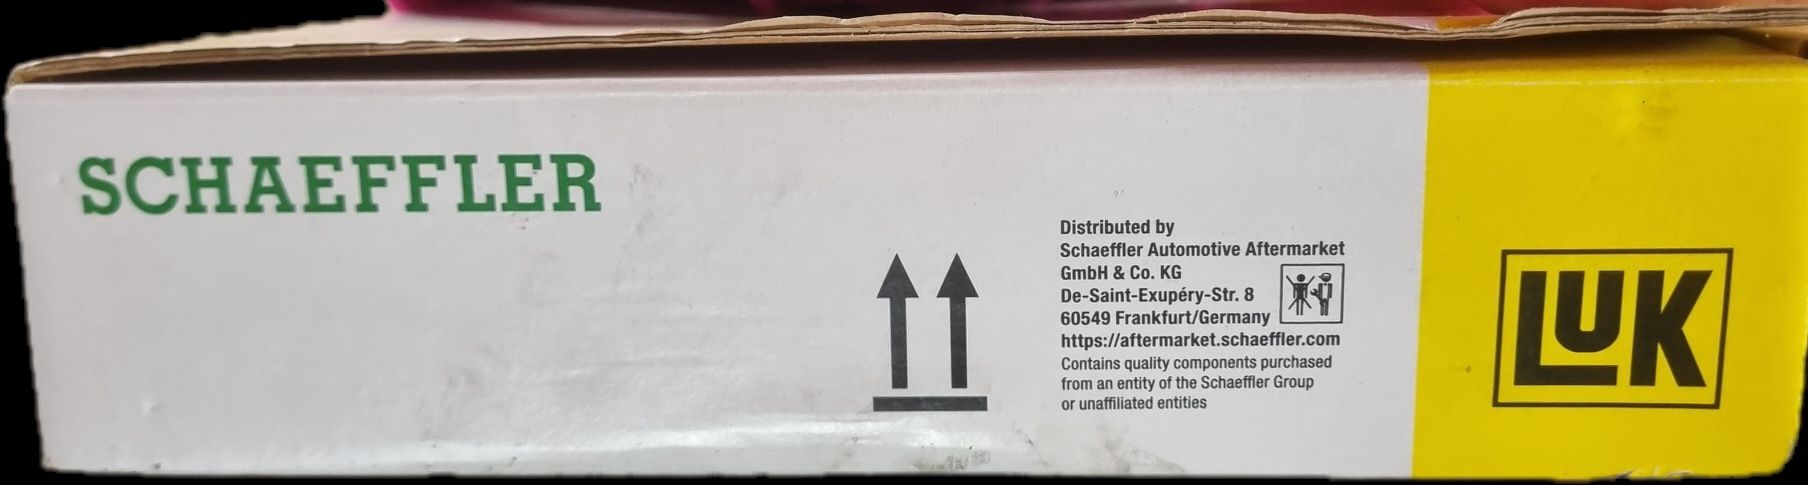 SCHAEFFLER
Distributed by
Schaeffler Automotive Aftermarket
GmbH & Co. KG
De-Saint-Exupéry-Str. 8
60549 Frankfurt/Germany
https://aftermarket.schaeffler.com
Contains quality components purchased
from an entity of the Schaeffler Group
or unaffiliated entities
LUK